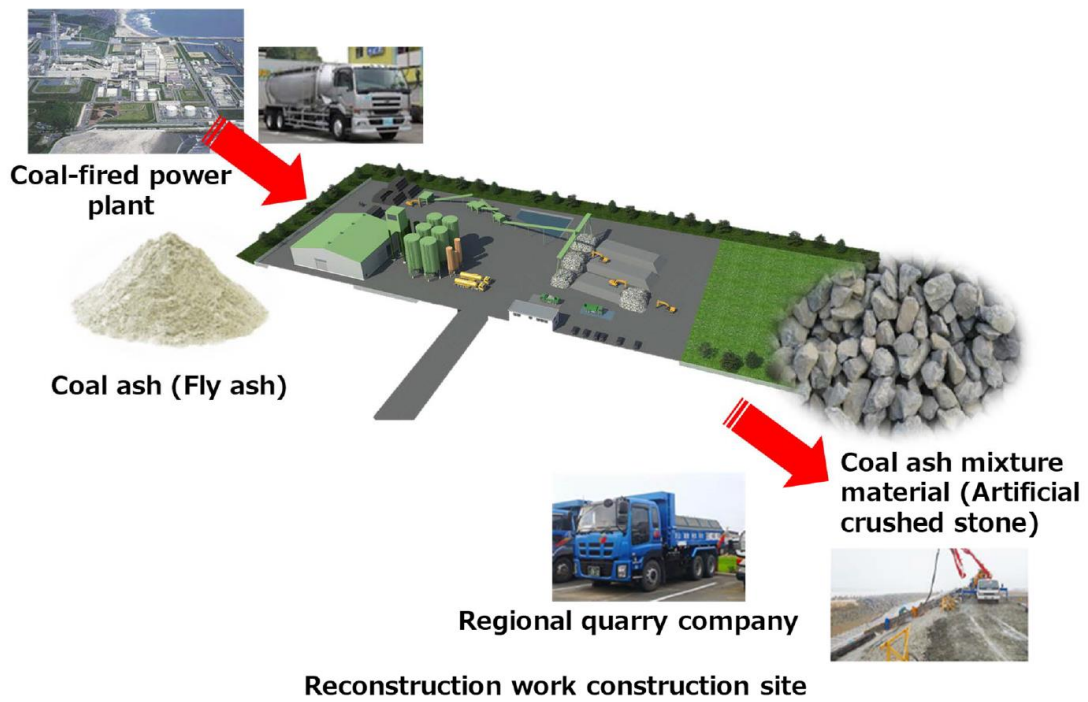 Coal-fired power
plant
Coal ash (Fly ash)
Coal ash mixture
material (Artificial
crushed stone)
Regional quarry company
Reconstruction work construction site